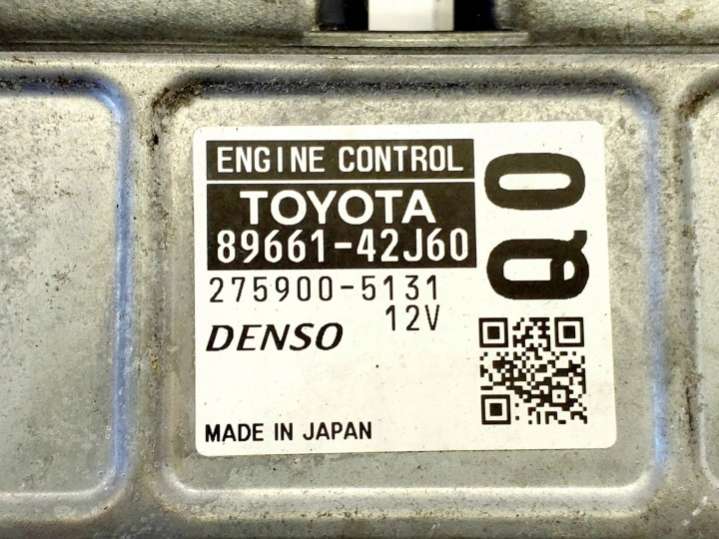 ENGINE CONTROL
TOYOTA
89661-42J60
275900-5131
12V
DENSO
MADE IN JAPAN
0Q